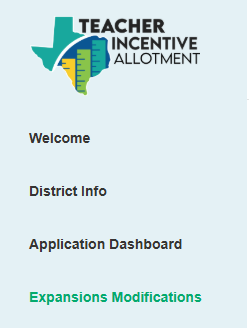 TEACHER
INCENTIVE
ALLOTMENT
Welcome
District Info
Application Dashboard
Expansions Modifications